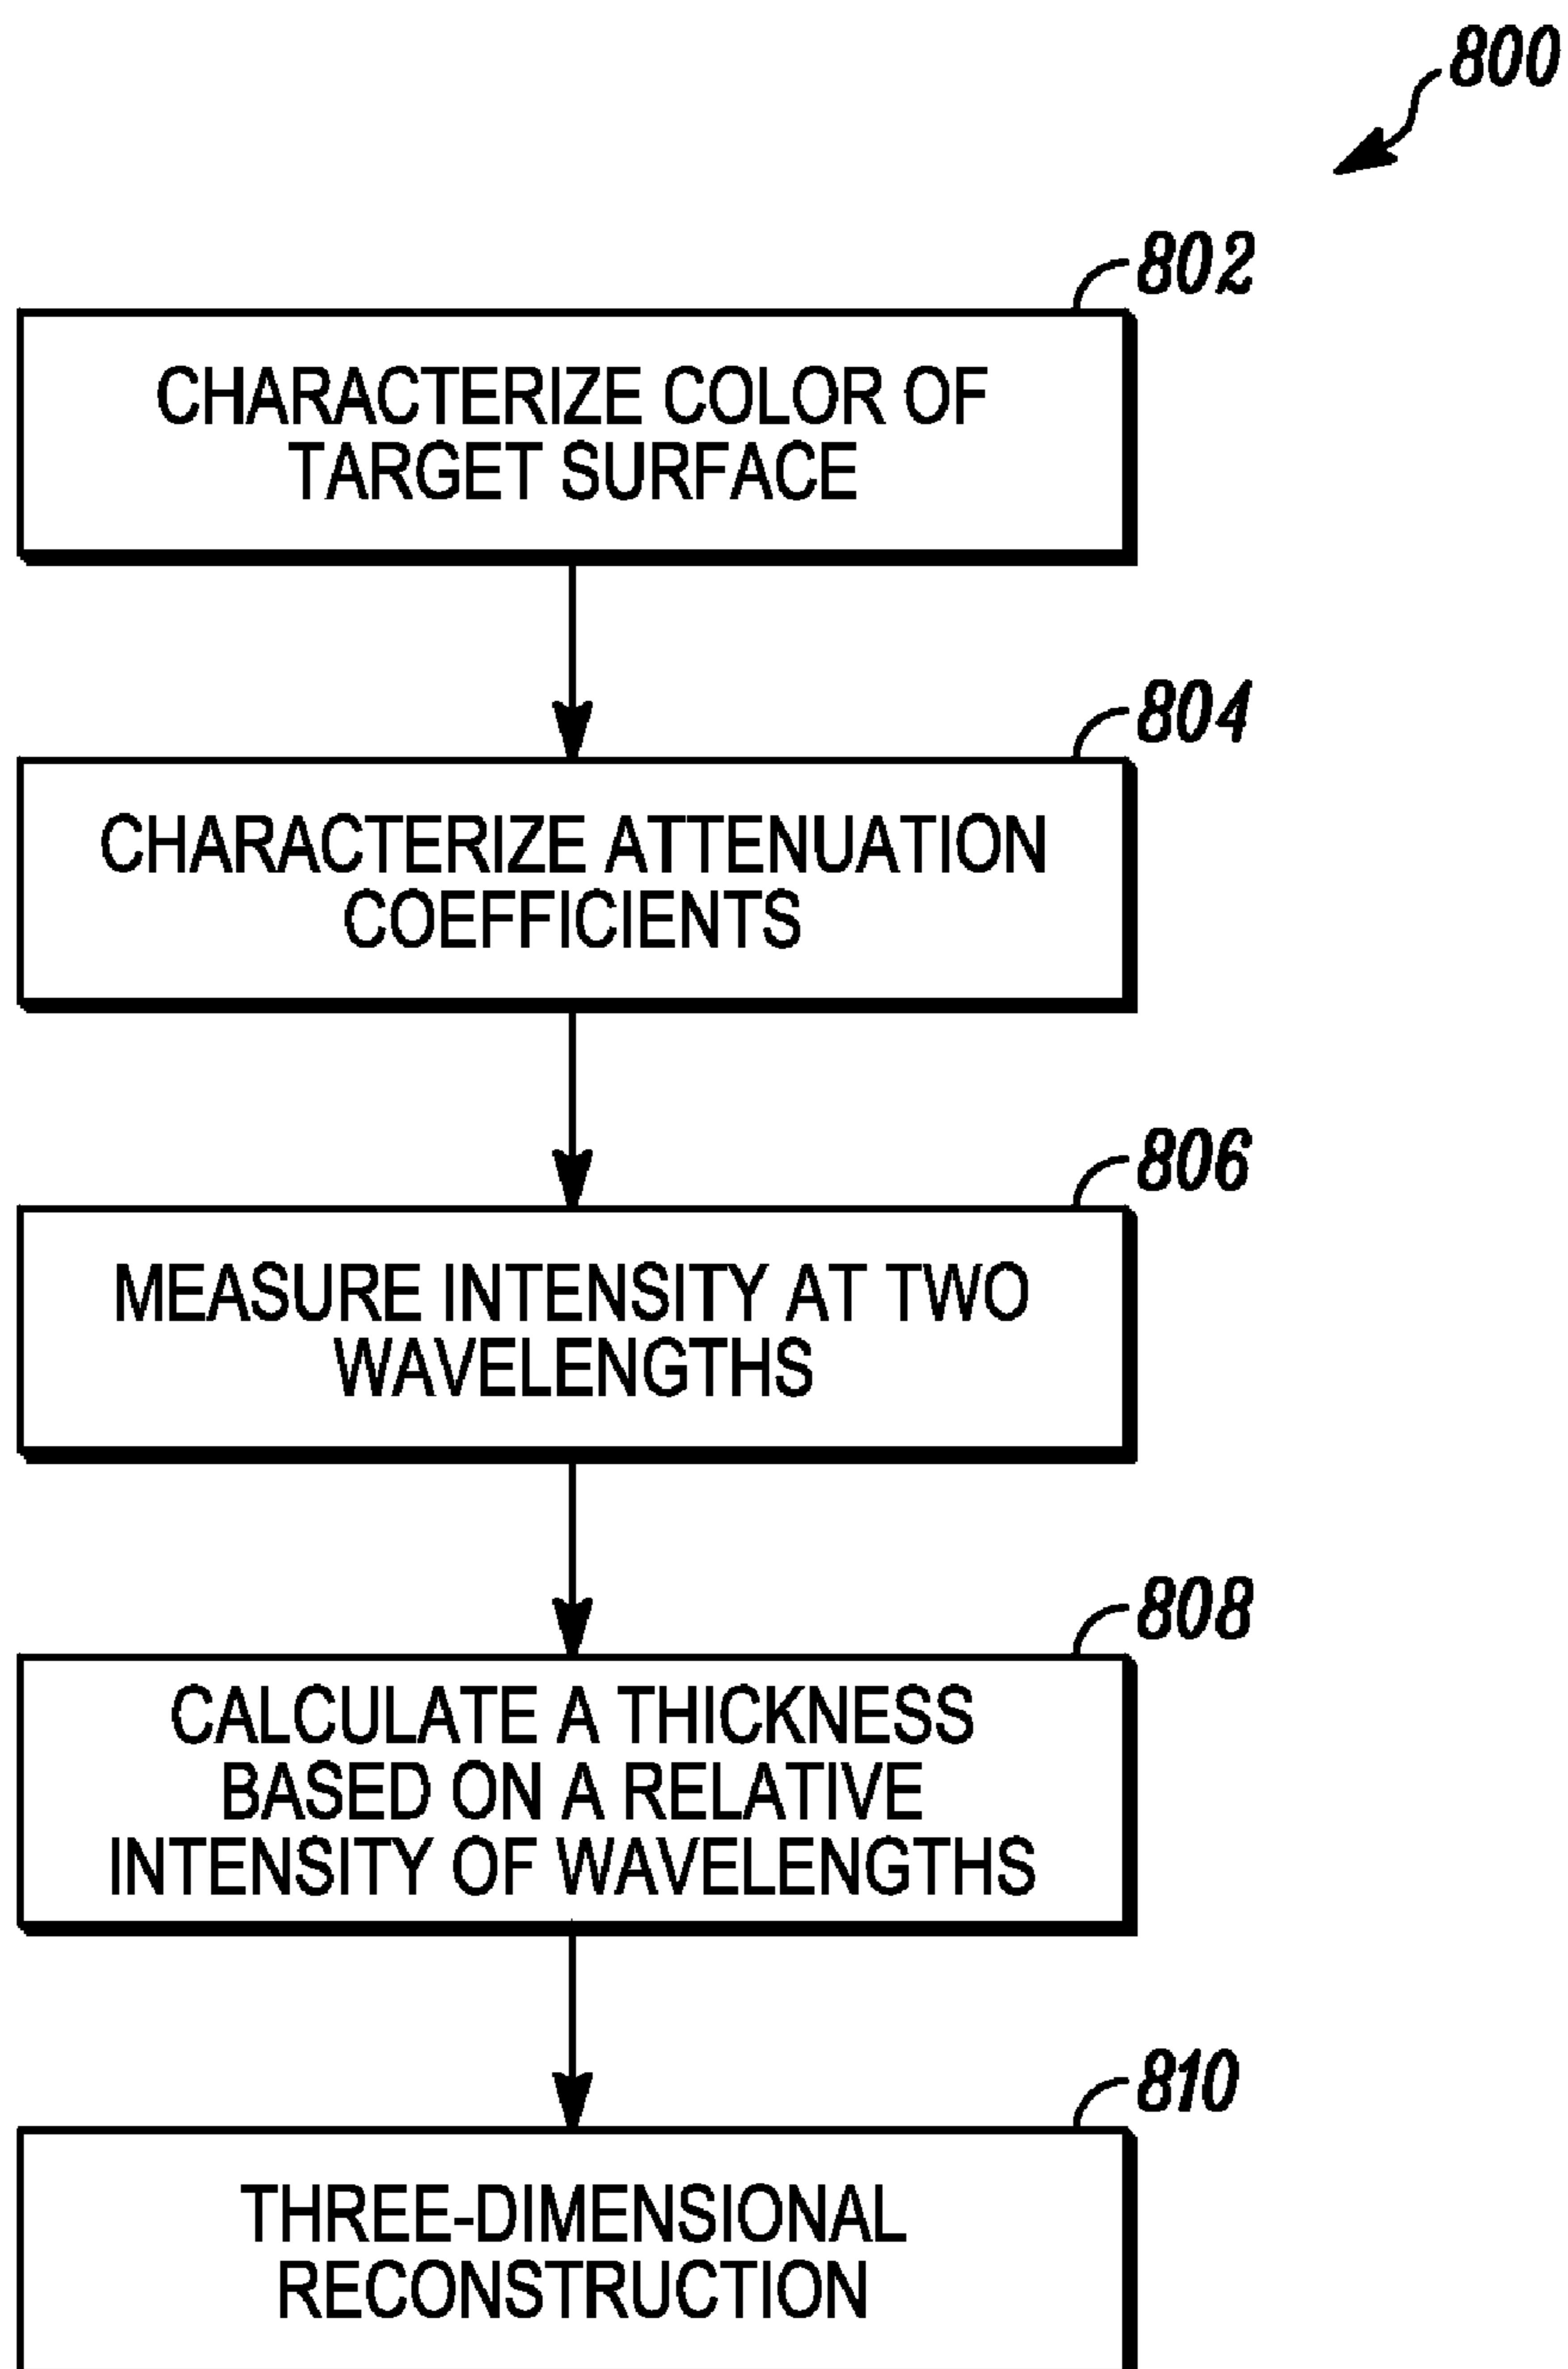 800
802
CHARACTERIZE COLOR OF
TARGET SURFACE
804
CHARACTERIZE ATTENUATION
COEFFICIENTS
806
MEASURE INTENSITY AT TWO
WAVELENGTHS
808
CALCULATE A THICKNESS
BASED ON A RELATIVE
INTENSITY OF WAVELENGTHS
810
THREE-DIMENSIONAL
RECONSTRUCTION